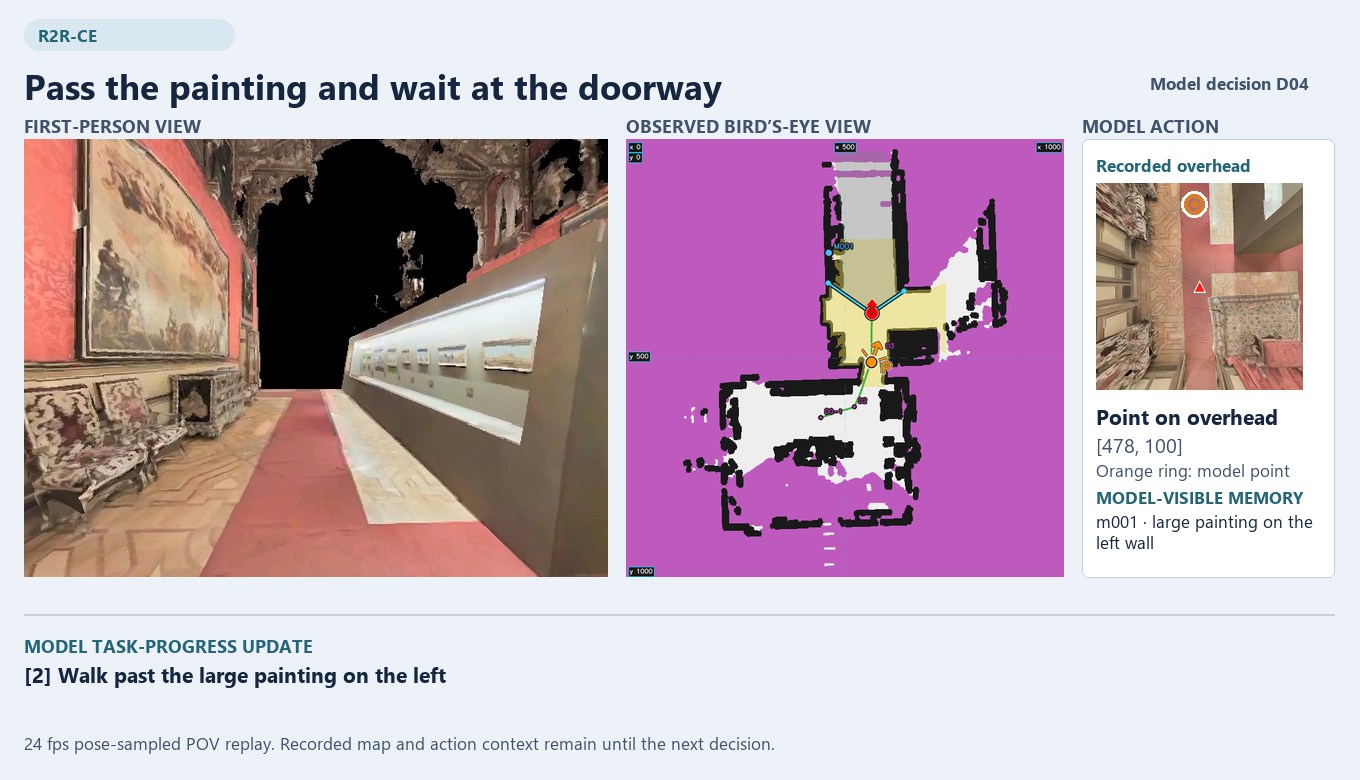 R2R-CE
Pass the painting and wait at the doorway
Model decision D04
FIRST-PERSON VIEW
OBSERVED BIRD'S-EYE VIEW
MODEL ACTION
x 0
y 0
x 500
x 1000
y 500
y 1000
M001
Recorded overhead
Point on overhead
[478, 100]
Orange ring: model point
MODEL-VISIBLE MEMORY
m001 · large painting on the
left wall
MODEL TASK-PROGRESS UPDATE
[2] Walk past the large painting on the left
24 fps pose-sampled POV replay. Recorded map and action context remain until the next decision.